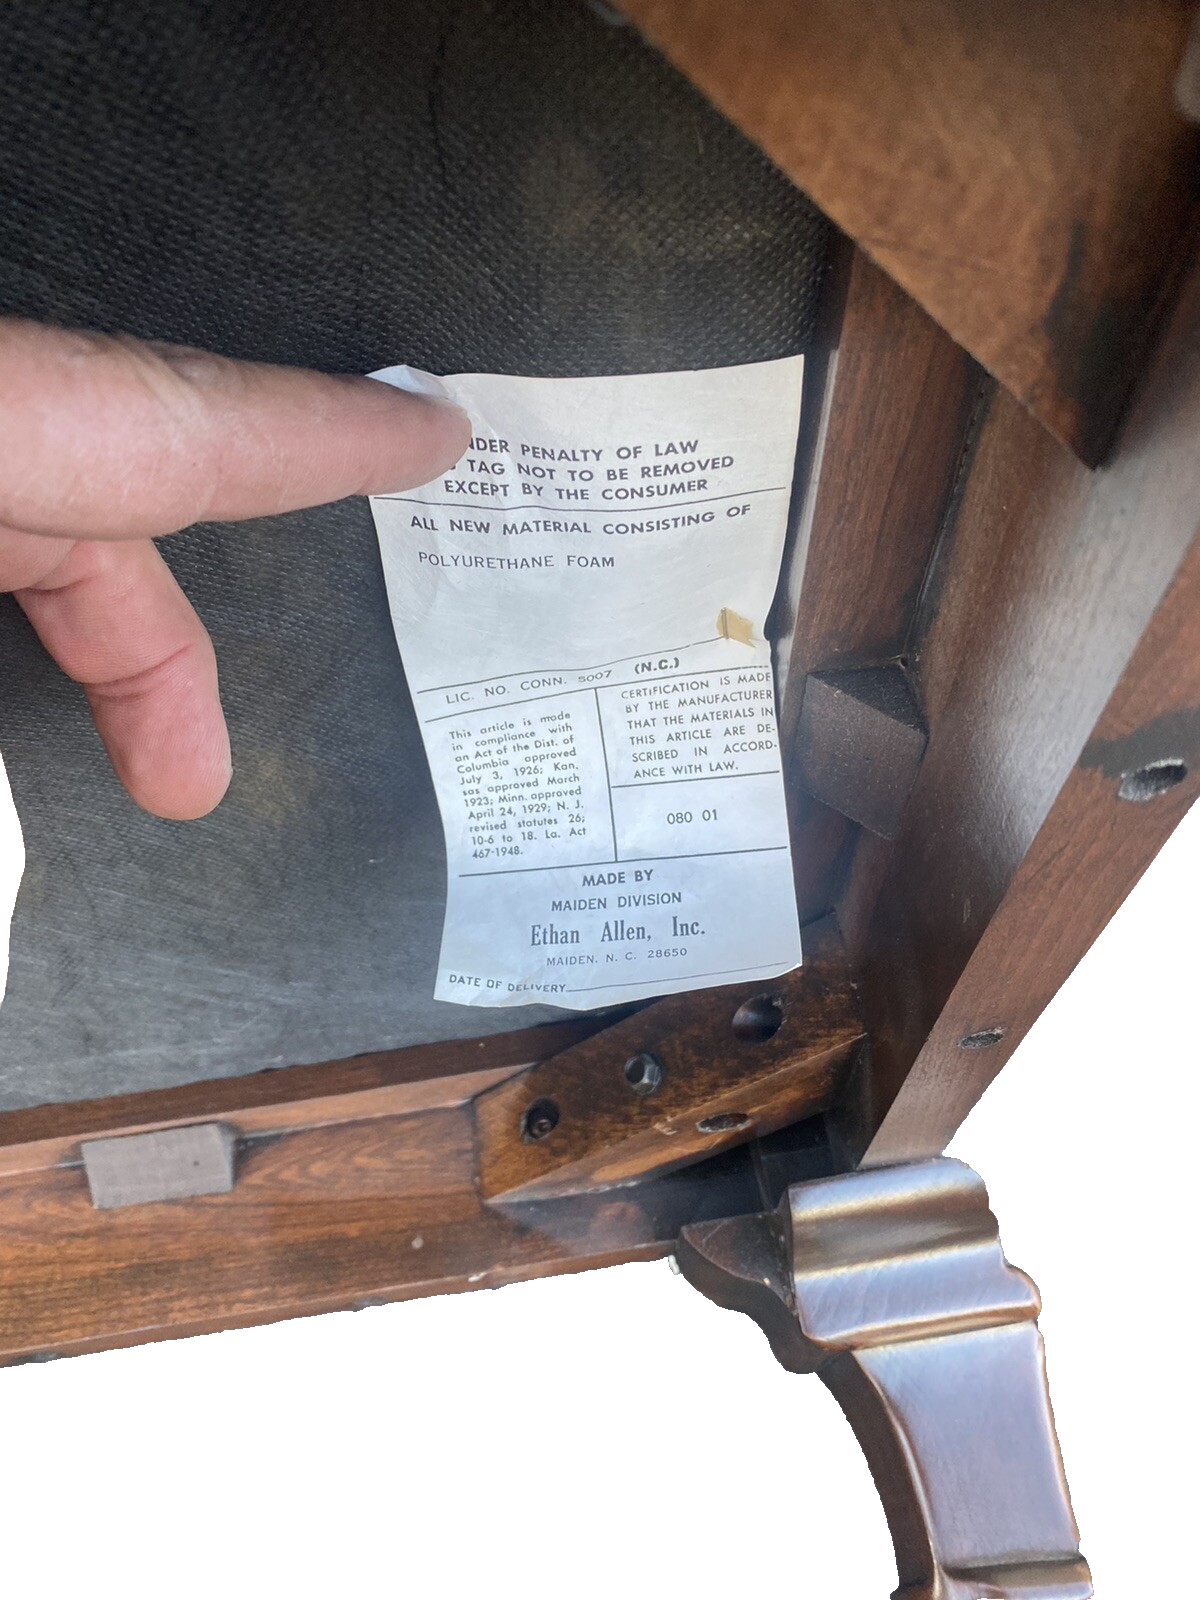 NDER PENALTY OF LAW
TAG NOT TO BE REMOVED
EXCEPT BY THE CONSUMER
ALL NEW MATERIAL CONSISTING OF
POLYURETHANE FOAM
LIC. NO. CONN. 5007 (N.C.)
This article is made
in compliance with
an Act of the Dist. of
Columbia approved
July 3, 1926; Kan.
sas approved March
1923; Minn. approved
April 24, 1929; N. J.
revised statutes 26;
10-6 to 18. La. Act
467-1948.
CERTIFICATION IS MADE
BY THE MANUFACTURER
THAT THE MATERIALS IN
THIS ARTICLE ARE DE-
SCRIBED IN ACCORD-
ANCE WITH LAW.
080 01
MADE BY
MAIDEN DIVISION
Ethan Allen, Inc.
MAIDEN. N. C. 28650
DATE OF DELIVERY